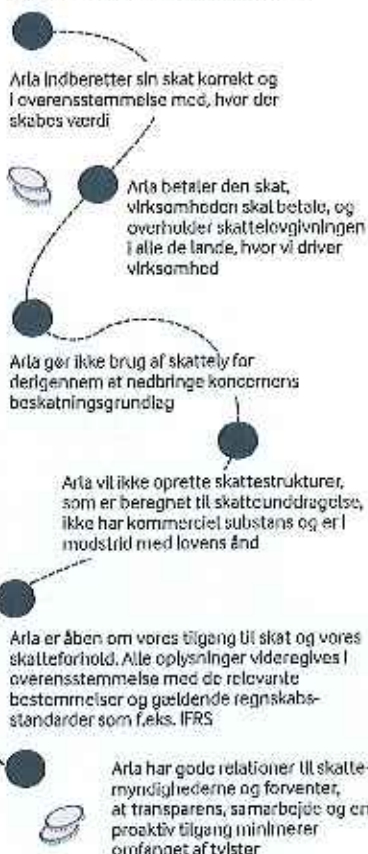 Arla indberetter sin skat korrekt og
i overensstemmelse med, hvor der
skabes værdi
Arla betaler den skat,
virksomheden skal betale, og
overholder skattelovgivningen
i alle de lande, hvor vi driver
virksomhed
Arla gør ikke brug af skattely for
derigennem at nedbringe koncernens
beskatningsgrundlag
Arla vil ikke oprette skattestrukturer,
som er beregnet til skatteunddragelse,
ikke har kommerciel substans og er i
modstrid med lovens ånd
Arla er åben om vores tilgang til skat og vores
skatteforhold. Alle oplysninger videregives i
overensstemmelse med de relevante
bestemmelser og gældende regnskabs-
standarder som f.eks. IFRS
Arla har gode relationer til skatte-
myndighederne og forventer,
at transparens, samarbejde og en
proaktiv tilgang minimerer
omfanget af tvister